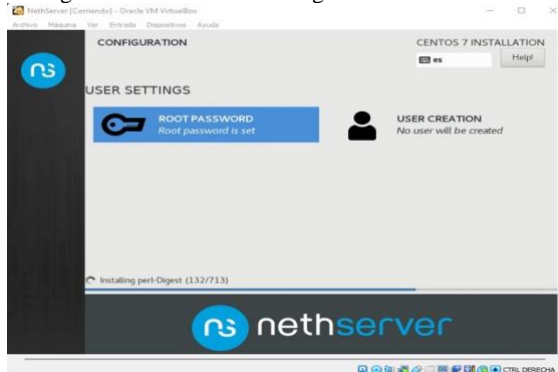 NethServer [Corriendo] - Oracle VM VirtualBox
Archivo Máquina Ver Entrada Dispositivos Ayuda
CONFIGURATION
CENTOS 7 INSTALLATION
es
Help!
ns
USER SETTINGS
ROOT PASSWORD
Root password is set
USER CREATION
No user will be created
Installing perl-Digest (132/713)
ns nethserver
CTRL DERECHA